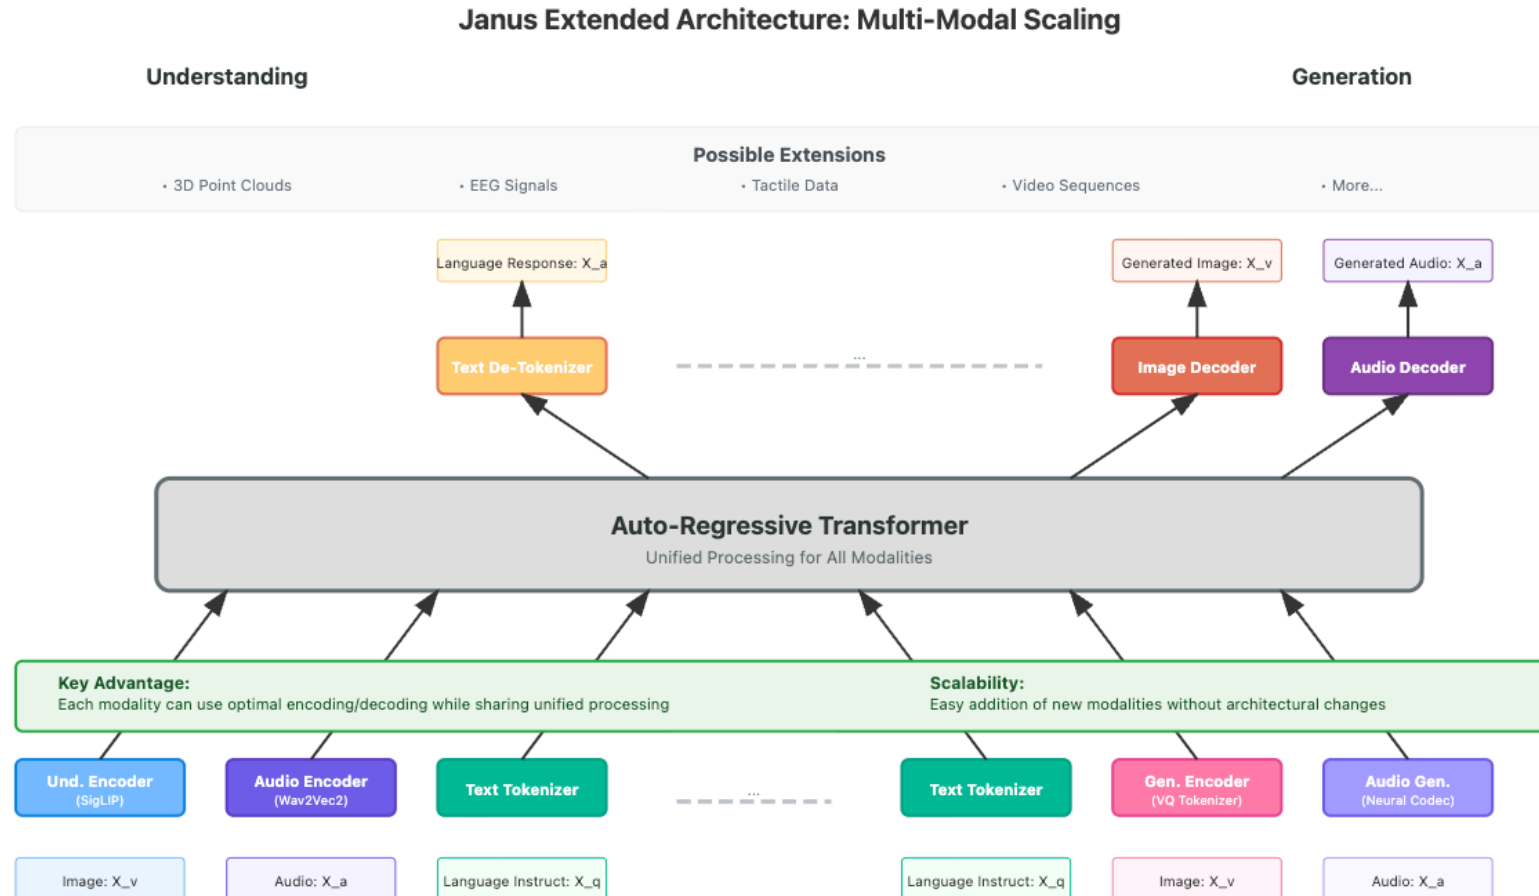 Janus Extended Architecture: Multi-Modal Scaling
Understanding
Generation
Possible Extensions
• 3D Point Clouds
• EEG Signals
• Tactile Data
• Video Sequences
• More...
Language Response: X_a
Generated Image: X_v
Generated Audio: X_a
Text De-Tokenizer
...
Image Decoder
Audio Decoder
Auto-Regressive Transformer
Unified Processing for All Modalities
Key Advantage:
Each modality can use optimal encoding/decoding while sharing unified processing
Scalability:
Easy addition of new modalities without architectural changes
Und. Encoder
(SigLIP)
Audio Encoder
(Wav2Vec2)
Text Tokenizer
...
Text Tokenizer
Gen. Encoder
(VQ Tokenizer)
Audio Gen.
(Neural Codec)
Image: X_v
Audio: X_a
Language Instruct: X_q
Language Instruct: X_q
Image: X_v
Audio: X_a